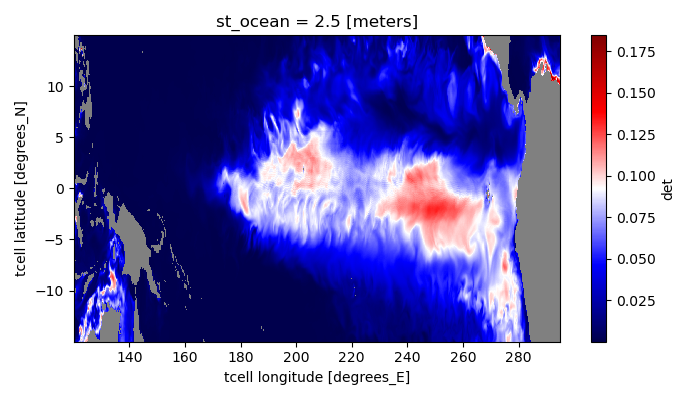 st_ocean = 2.5 [meters]
10
5
0
−5
−10
tcell latitude [degrees_N]
140 160 180 200 220 240 260 280
tcell longitude [degrees_E]
0.175
0.150
0.125
0.100
0.075
0.050
0.025
det